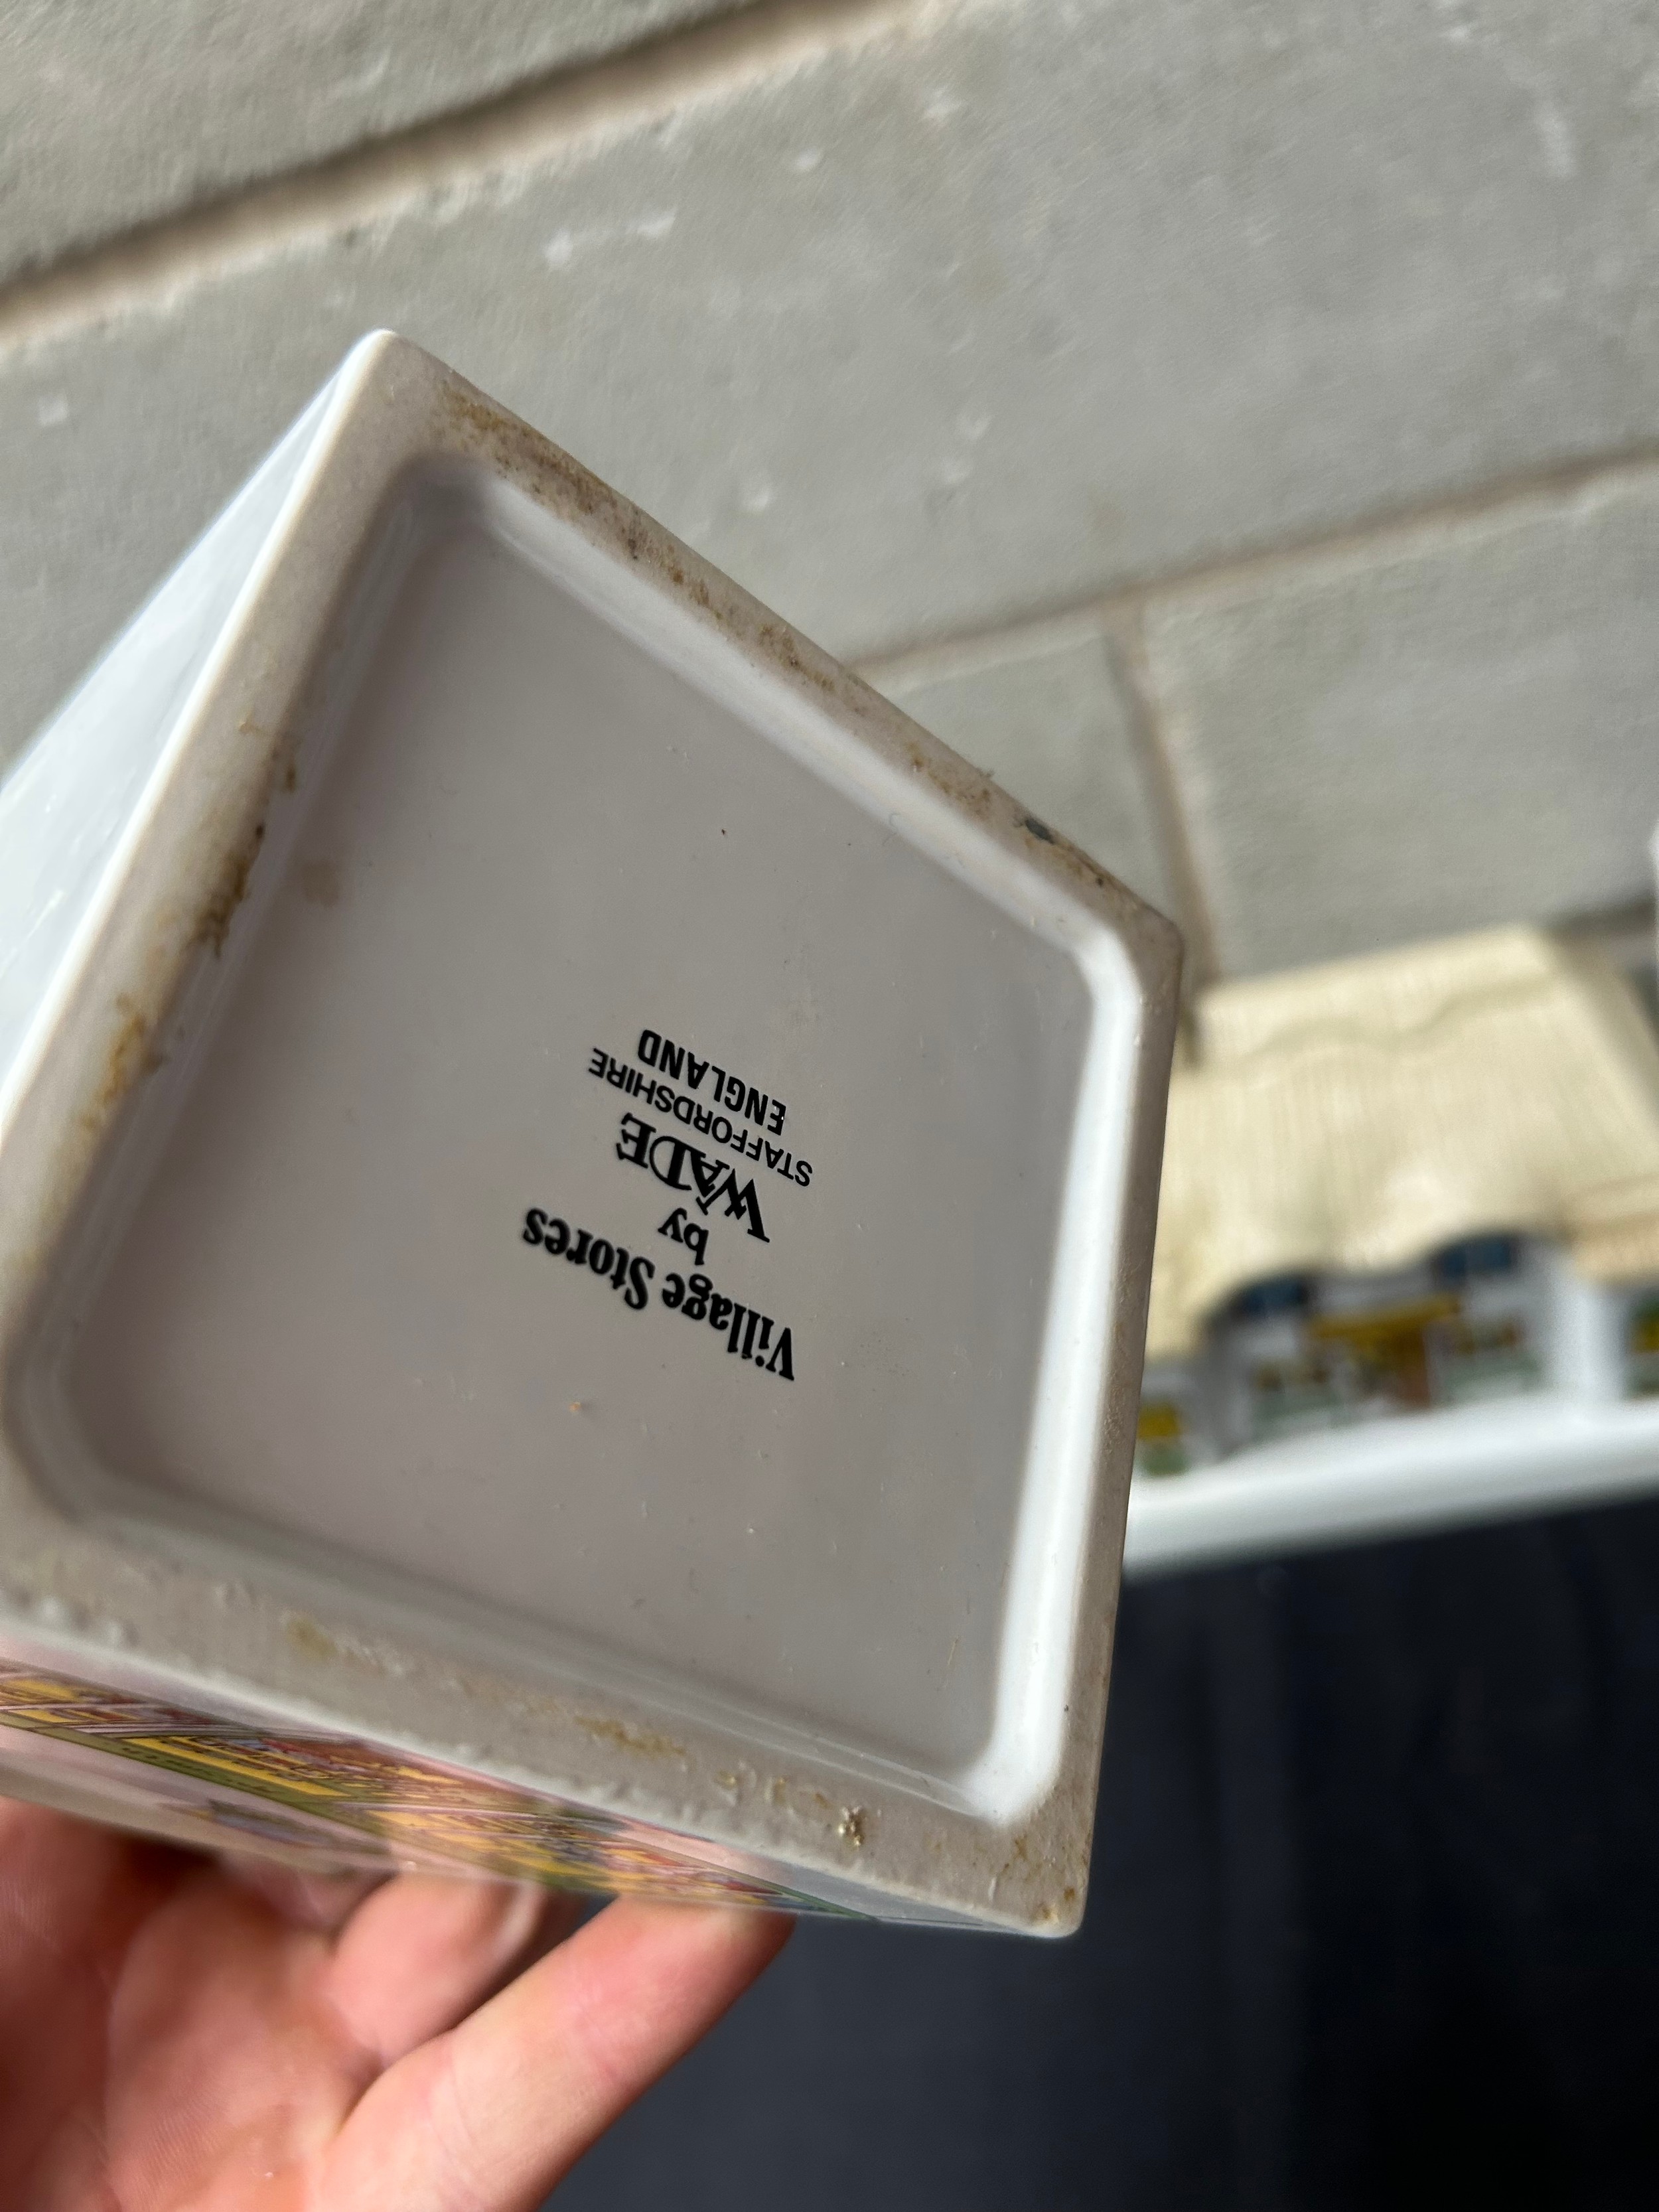 Village Stores
by
WADE
STAFFORDSHIRE
ENGLAND